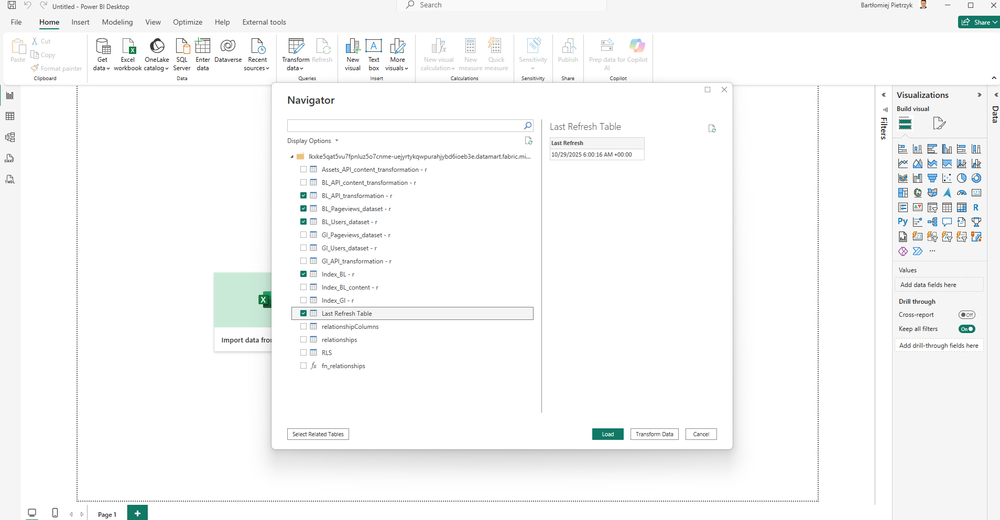 Untitled - Power BI Desktop
Search
Bartłomiej Pietrzyk
File
Home
Insert
Modeling
View
Optimize
Help
External tools
Share
Paste
Cut
Copy
Format painter
Clipboard
Get data
Excel workbook
OneLake catalog
SQL Server
Enter data
Dataverse
Recent sources
Data
Transform data
Refresh
Queries
New visual
Text box
More visuals
Insert
New visual calculation
New measure
Quick measure
Calculations
Sensitivity
Sensitivity
Publish
Share
Prep data for AI
Copilot
Copilot
Navigator
Display Options
lkxke5qat5vu7fpnluz5o7cnme-uejyrtykqwpurahjybd6ioeb3e.datamart.fabric.mi...
Assets_API_content_transformation - r
BL_API_content_transformation - r
BL_API_transformation - r
BL_Pageviews_dataset - r
BL_Users_dataset - r
GI_Pageviews_dataset - r
GI_Users_dataset - r
GI_API_transformation - r
Index_BL - r
Index_BL_content - r
Index_GI - r
Last Refresh Table
relationshipColumns
relationships
RLS
fx fn_relationships
Last Refresh Table
Last Refresh
10/29/2025 6:00:16 AM +00:00
Select Related Tables
Load
Transform Data
Cancel
Import data fro
DAX
TMDL
Filters
Visualizations
Build visual
123
R
Py
123
Values
Add data fields here
Drill through
Cross-report
Off
Keep all filters
On
Add drill-through fields here
Data
Page 1